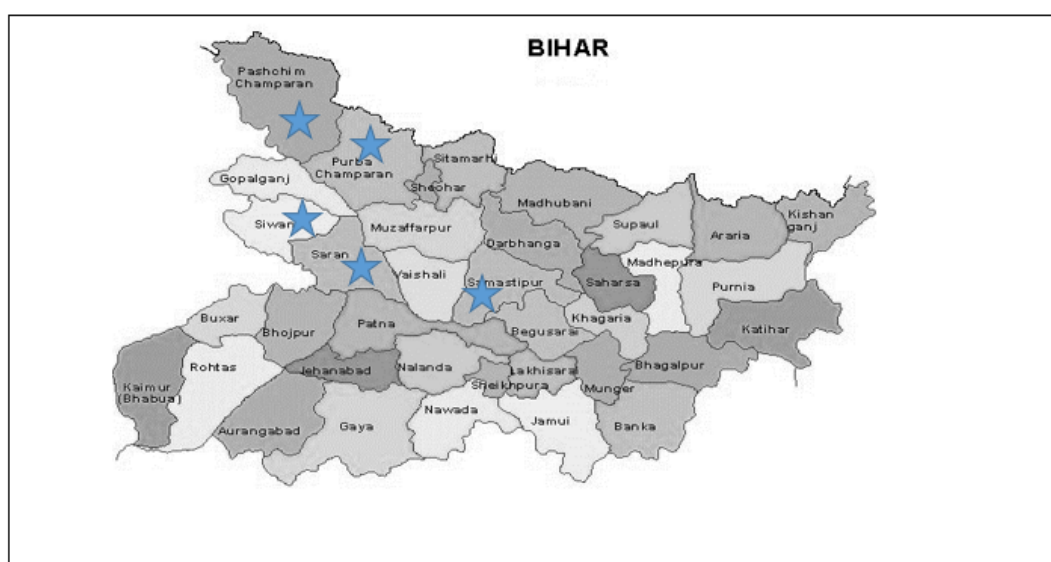 BIHAR
Pashchim
Champaran
Purba
Champaran
Sitamarhi
Sheohar
Gopalganj
Siwan
Muzaffarpur
Madhubani
Supaul
Araria
Kishan
ganj
Darbhanga
Saran
Vaishali
Samastipur
Saharsa
Madhepura
Purnia
Buxar
Bhojpur
Patna
Begusarai
Khagaria
Katihar
Kaimur
(Bhabua)
Rohtas
Jehanabad
Nalanda
Sheikhpura
Lakhisarai
Munger
Bhagalpur
Aurangabad
Gaya
Nawada
Jamui
Banka